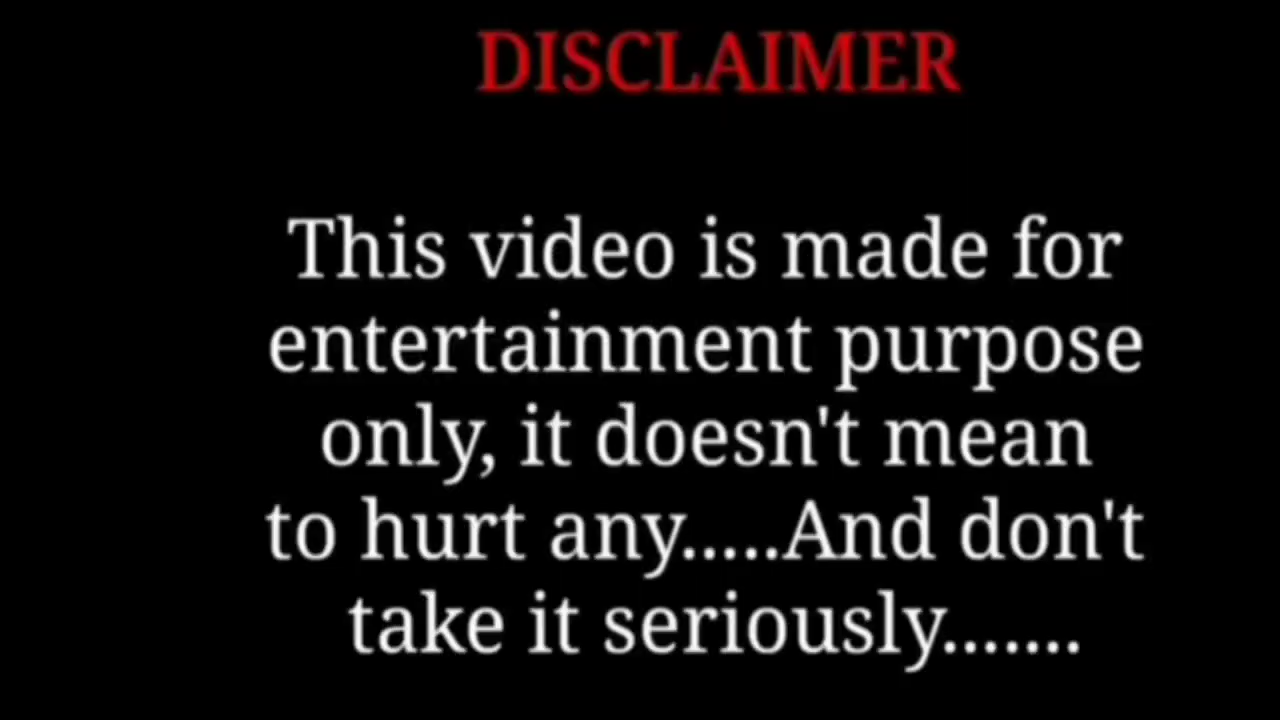 DISCLAIMER
This video is made for
entertainment purpose
only, it doesn't mean
to hurt any.....And don't
take it seriously.......